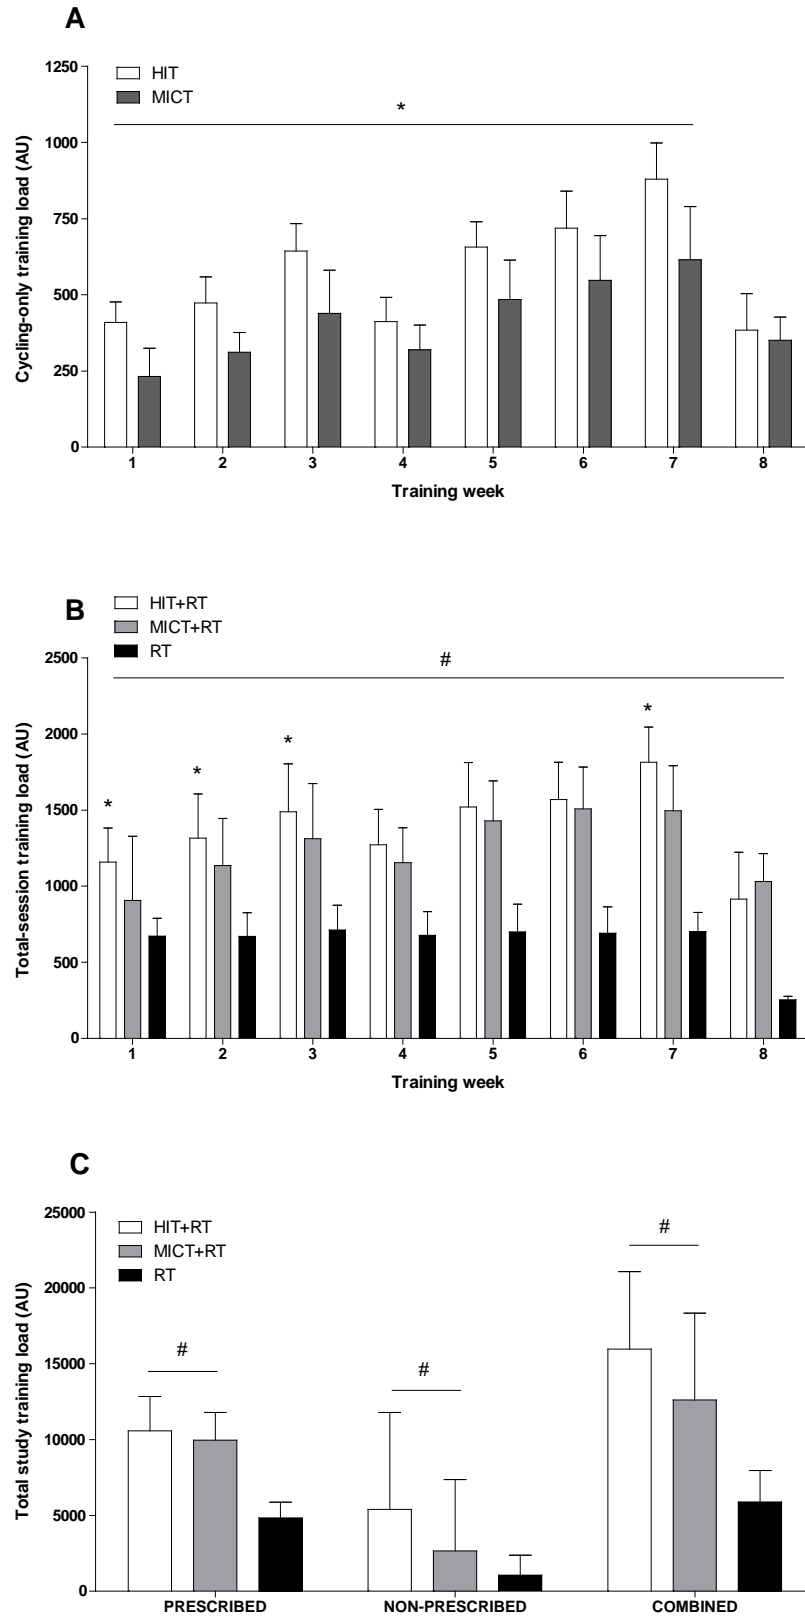 A
HIT
MICT
*
Cycling-only training load (AU)
1250
1000
750
500
250
0
1 2 3 4 5 6 7 8
Training week
B
HIT+RT
MICT+RT
RT
#
* * * *
Total-session training load (AU)
2500
2000
1500
1000
500
0
1 2 3 4 5 6 7 8
Training week
C
HIT+RT
MICT+RT
RT
# # #
Total study training load (AU)
25000
20000
15000
10000
5000
0
PRESCRIBED NON-PRESCRIBED COMBINED